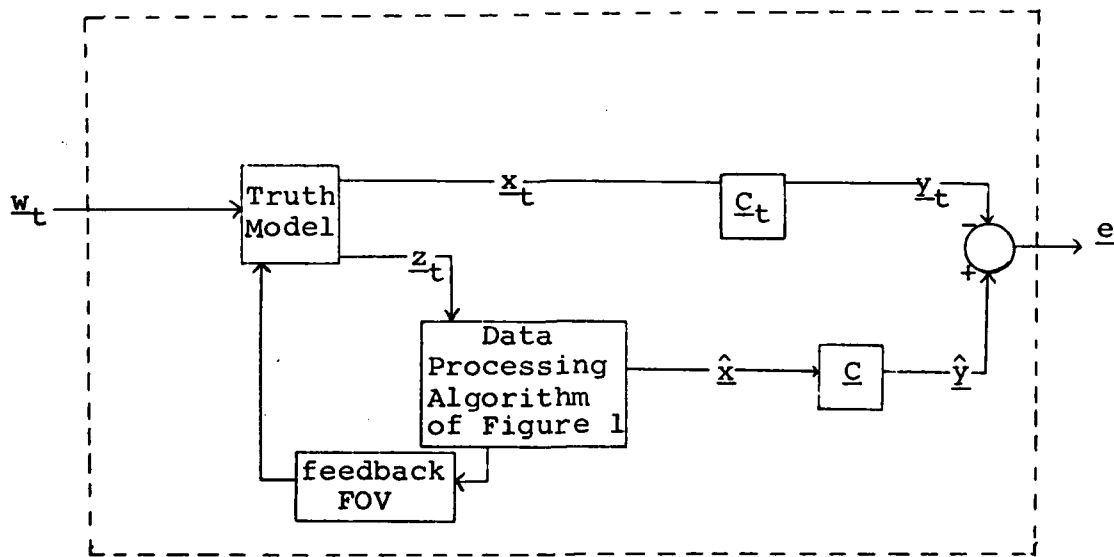 w_t
Truth
Model
x_t
C_t
y_t
-
+
e
z_t
Data
Processing
Algorithm
of Figure 1
x̂
C
ŷ
feedback
FOV